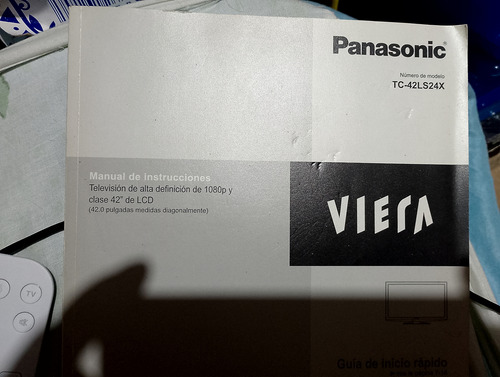 Panasonic
Número de modelo
TC-42LS24X
Manual de Instrucciones
Televisión de alta definición de 1080p y
clase 42" de LCD
(42,0 pulgadas medidas diagonalmente)
VIErA
TV
Guía de inicio rápido